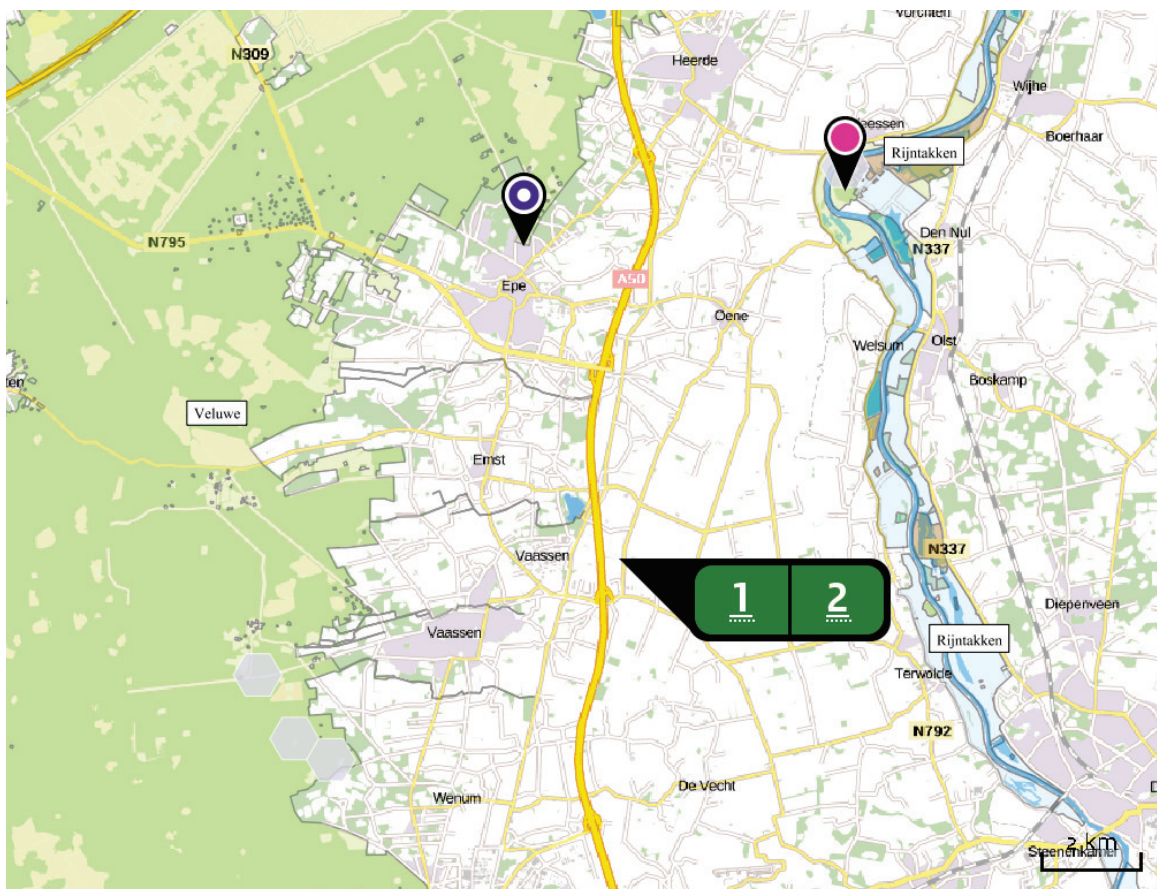 Vorchten
N309
Heerde
Wijhe
Boerhaar
Rijntakken
N795
Den Nul
N337
A50
Epe
Oene
Welsum
Olst
Boskamp
Veluwe
Emst
Vaassen
N337
1
2
Diepenveen
Vaassen
Rijntakken
Terwolde
N792
De Vecht
Wenum
2 km
Steenenkamer